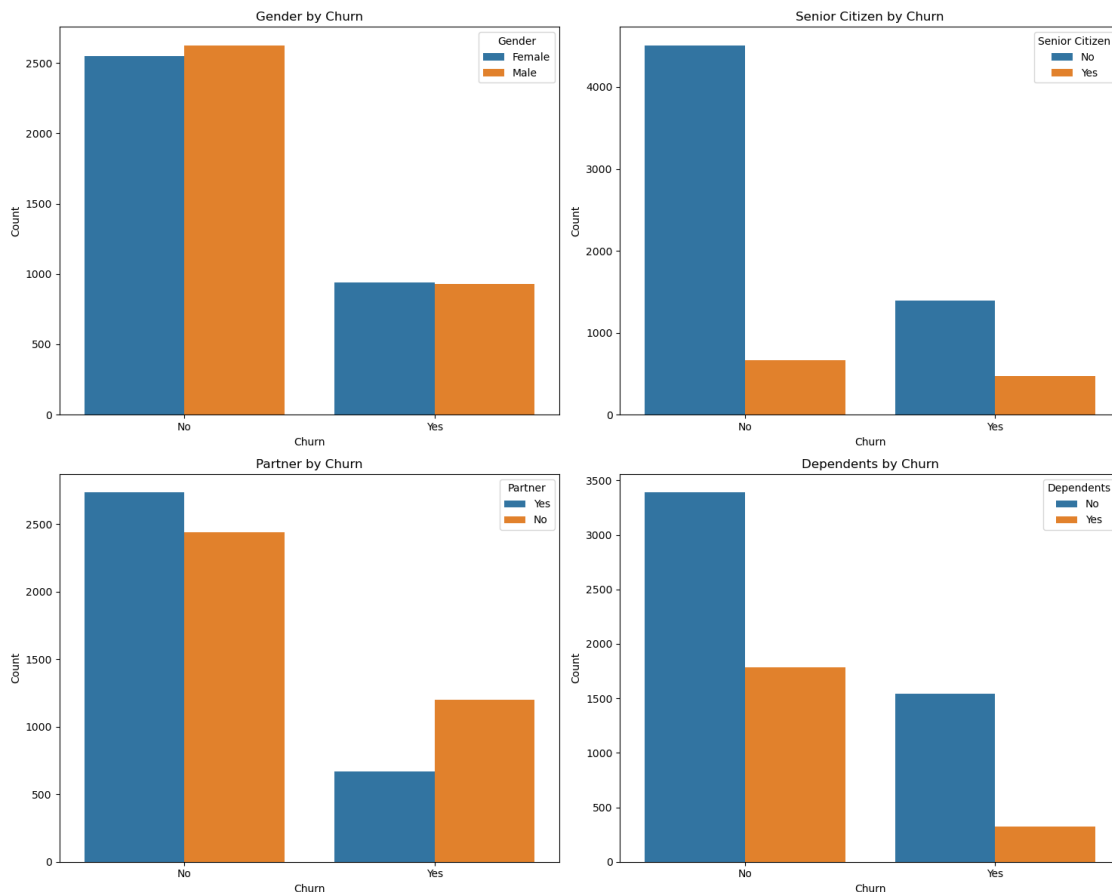 Gender by Churn
Gender
Female
Male
2500
2000
1500
1000
500
0
Count
No
Yes
Churn
Senior Citizen by Churn
Senior Citizen
No
Yes
4000
3000
2000
1000
0
Count
No
Yes
Churn
Partner by Churn
Partner
Yes
No
2500
2000
1500
1000
500
0
Count
No
Yes
Churn
Dependents by Churn
Dependents
No
Yes
3500
3000
2500
2000
1500
1000
500
0
Count
No
Yes
Churn